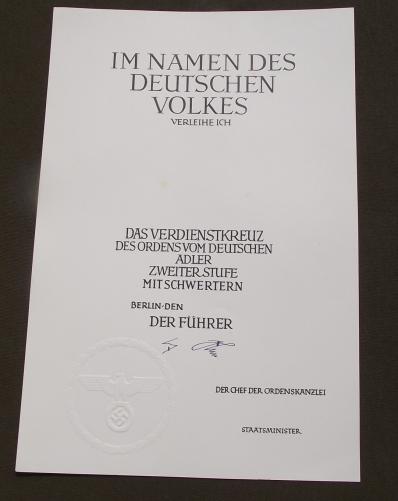 IM NAMEN DES
DEUTSCHEN
VOLKES
VERLEIHE ICH
DAS VERDIENSTKREUZ
DES ORDENS VOM DEUTSCHEN
ADLER
ZWEITER STUFE
MIT SCHWERTERN
BERLIN·DEN
DER FÜHRER
DER CHEF DER ORDENSKANZLEI
STAATSMINISTER